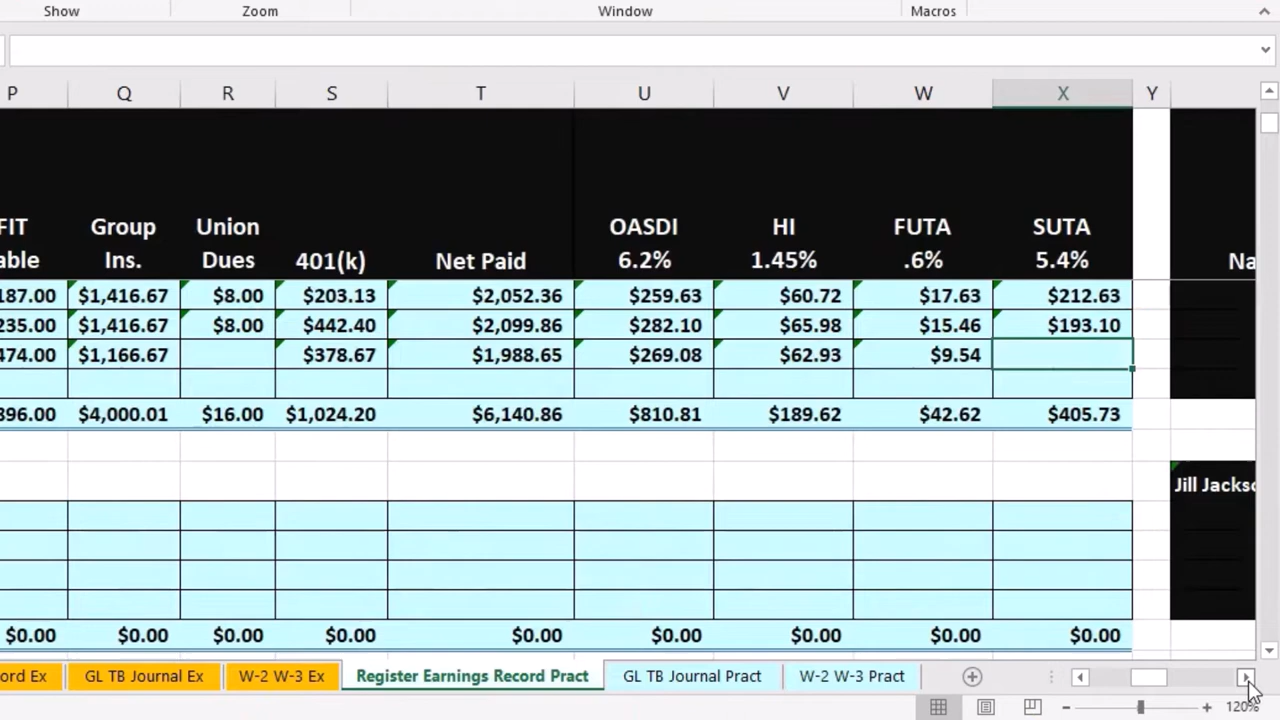 Show Zoom Window Macros
P Q R S T U V W X Y
FIT Group Union OASDI HI FUTA SUTA
able Ins. Dues 401(k) Net Paid 6.2% 1.45% .6% 5.4% Na
187.00 $1,416.67 $8.00 $203.13 $2,052.36 $259.63 $60.72 $17.63 $212.63
235.00 $1,416.67 $8.00 $442.40 $2,099.86 $282.10 $65.98 $15.46 $193.10
474.00 $1,166.67 $378.67 $1,988.65 $269.08 $62.93 $9.54
896.00 $4,000.01 $16.00 $1,024.20 $6,140.86 $810.81 $189.62 $42.62 $405.73
Jill Jackso
$0.00 $0.00 $0.00 $0.00 $0.00 $0.00 $0.00 $0.00 $0.00
ord Ex GL TB Journal Ex W-2 W-3 Ex Register Earnings Record Pract GL TB Journal Pract W-2 W-3 Pract
120%